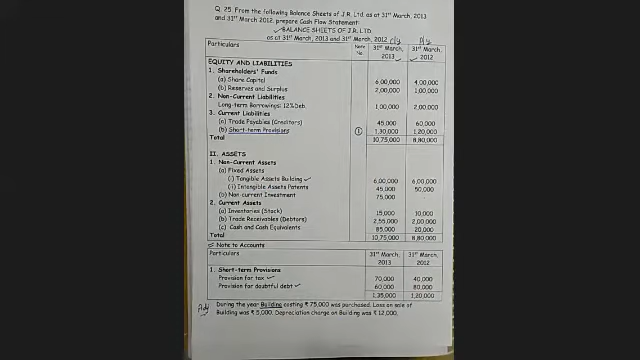 Q. 25. From the following Balance Sheets of J.R. Ltd. as at 31st March, 2013
and 31st March 2012, prepare Cash Flow Statement:
BALANCE SHEETS OF J.R. LTD.
as at 31st March, 2013 and 31st March, 2012 C/y P/y
Particulars Note No. 31st March, 2013 31st March, 2012
EQUITY AND LIABILITIES
1. Shareholders' Funds
(a) Share Capital 6,00,000 4,00,000
(b) Reserves and Surplus 2,00,000 1,00,000
2. Non-Current Liabilities
Long-term Borrowings: 12% Deb. 1,00,000 2,00,000
3. Current Liabilities
(a) Trade Payables (Creditors) 45,000 60,000
(b) Short-term Provisions 1 1,30,000 1,20,000
Total 10,75,000 8,80,000
II. ASSETS
1. Non-Current Assets
(a) Fixed Assets
(i) Tangible Assets Building 6,00,000 6,00,000
(ii) Intangible Assets Patents 45,000 50,000
(b) Non-current Investment 75,000
2. Current Assets
(a) Inventories (Stock) 15,000 10,000
(b) Trade Receivables (Debtors) 2,55,000 2,00,000
(c) Cash and Cash Equivalents 85,000 20,000
Total 10,75,000 8,80,000
Note to Accounts
Particulars 31st March, 2013 31st March, 2012
1. Short-term Provisions
Provision for tax 70,000 40,000
Provision for doubtful debt 60,000 80,000
1,35,000 1,20,000
Adj During the year Building costing ₹ 75,000 was purchased. Loss on sale of
Building was ₹ 5,000. Depreciation charge on Building was ₹ 12,000.